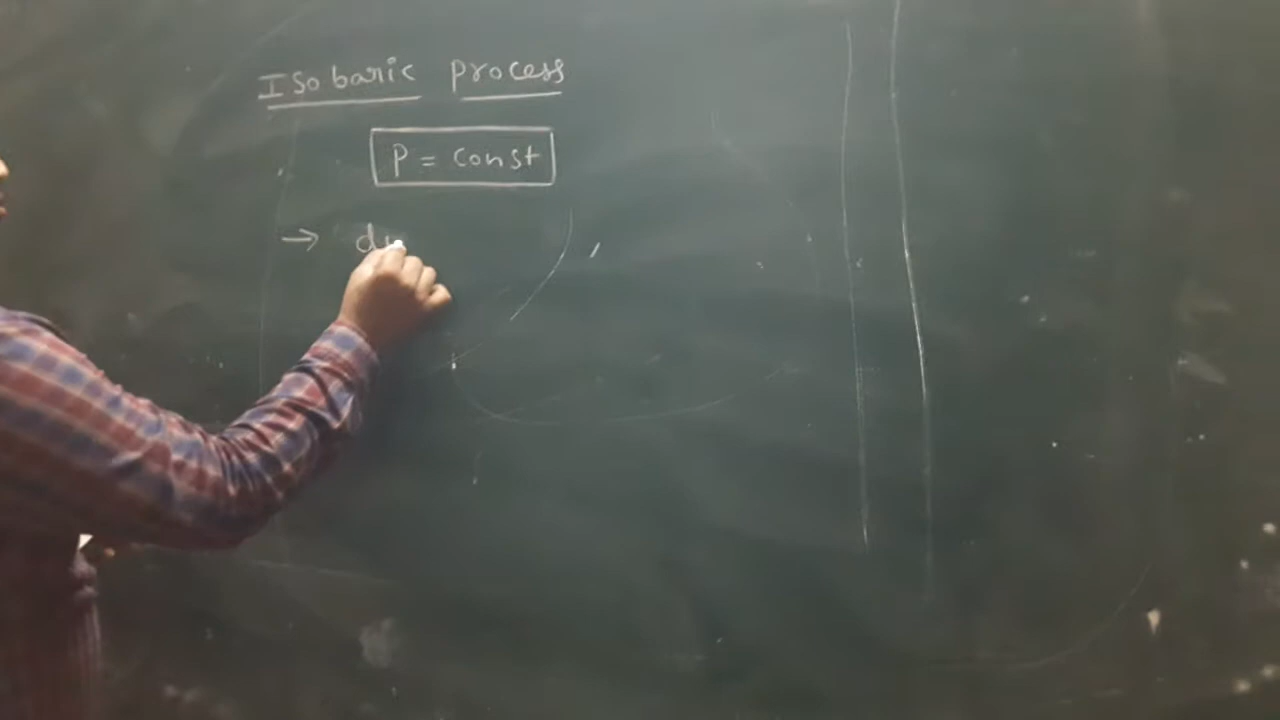 Isobaric process
P = const
→ d